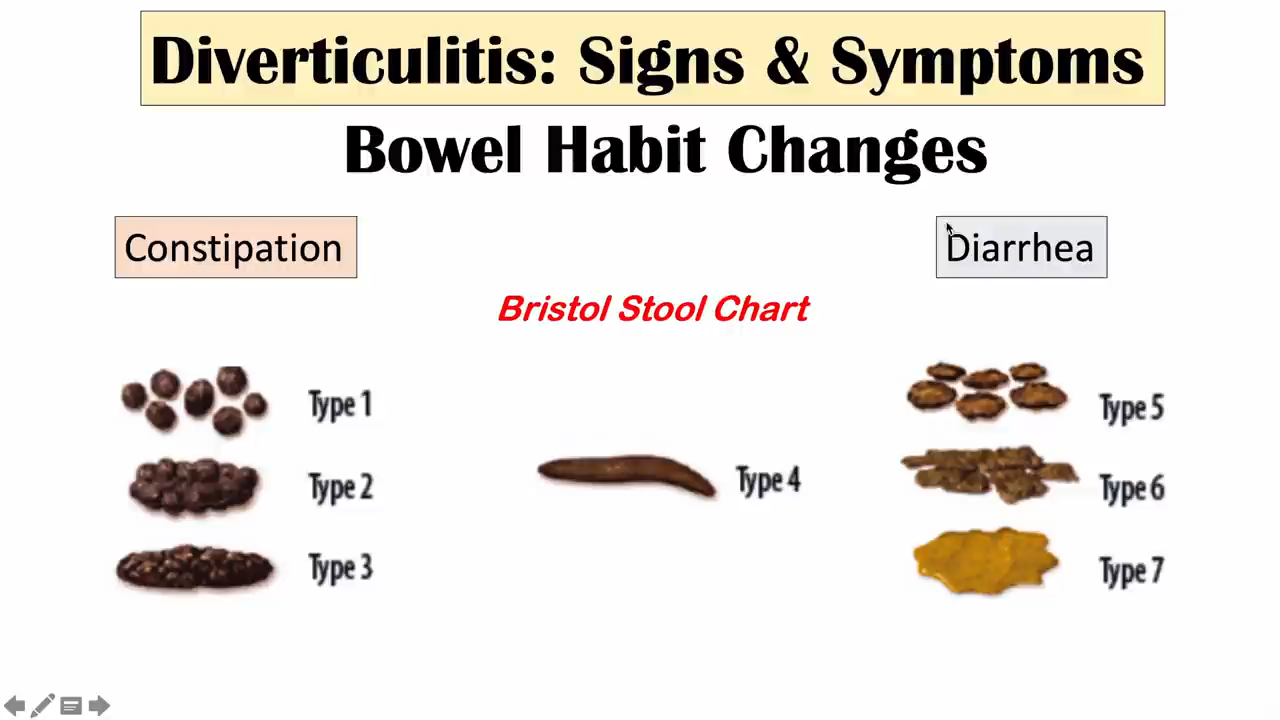 Diverticulitis: Signs & Symptoms
Bowel Habit Changes
Constipation
Diarrhea
Bristol Stool Chart
Type 1
Type 2
Type 3
Type 4
Type 5
Type 6
Type 7